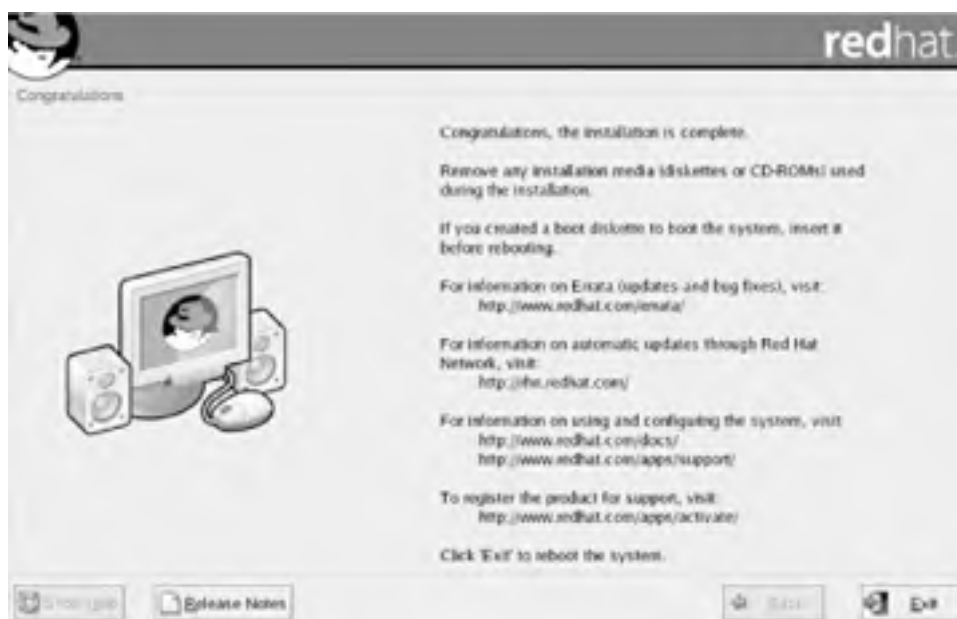 redhat.
Congratulations
Congratulations, the installation is complete.
Remove any installation media (diskettes or CD-ROMs) used
during the installation.
If you created a boot diskette to boot the system, insert it
before rebooting.
For information on Errata (updates and bug fixes), visit:
http://www.redhat.com/errata/
For information on automatic updates through Red Hat
Network, visit:
http://rhn.redhat.com/
For information on using and configuring the system, visit:
http://www.redhat.com/docs/
http://www.redhat.com/apps/support/
To register the product for support, visit:
http://www.redhat.com/apps/activate/
Click 'Exit' to reboot the system.
Release Notes
Back
Exit